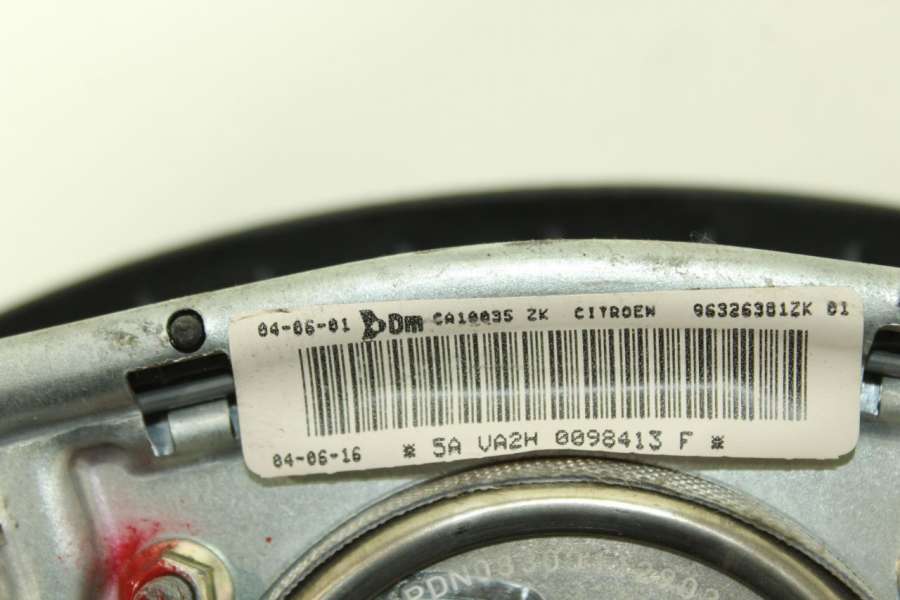 04-06-01 Dm CA10035 ZK CITROEN 96326381ZK 01
04-06-16 * 5A VA2H 0098413 F *